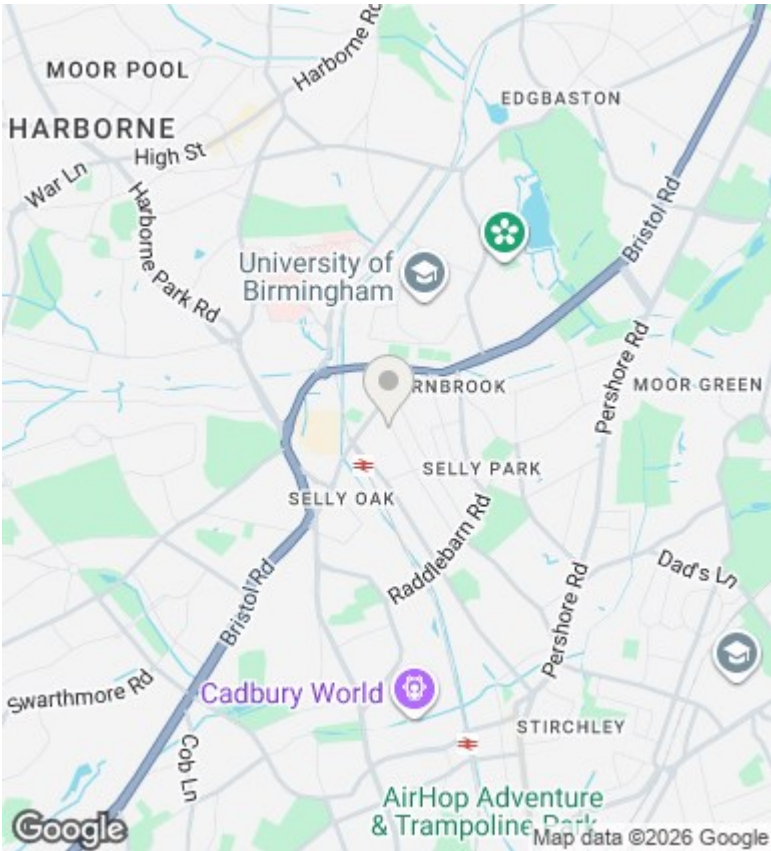 MOOR POOL
Harborne Rd
EDGBASTON
HARBORNE
High St
War Ln
Harborne Park Rd
Bristol Rd
University of
Birmingham
Pershore Rd
RNBROOK
MOOR GREEN
SELLY PARK
SELLY OAK
Raddlebarn Rd
Dad's Ln
Bristol Rd
Pershore Rd
Swarthmore Rd
Cadbury World
STIRCHLEY
Cob Ln
AirHop Adventure
& Trampoline Park
Google
Map data ©2026 Google